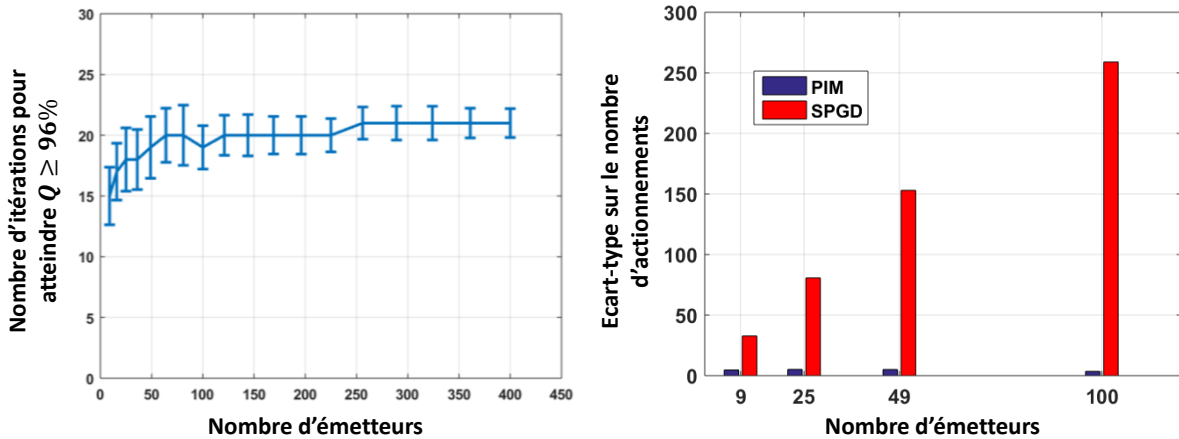 Nombre d'itérations pour
atteindre Q ≥ 96%
30
25
20
15
10
5
0
0 50 100 150 200 250 300 350 400 450
Nombre d'émetteurs
Ecart-type sur le nombre
d'actionnements
300
250
200
150
100
50
0
PIM
SPGD
9 25 49 100
Nombre d'émetteurs